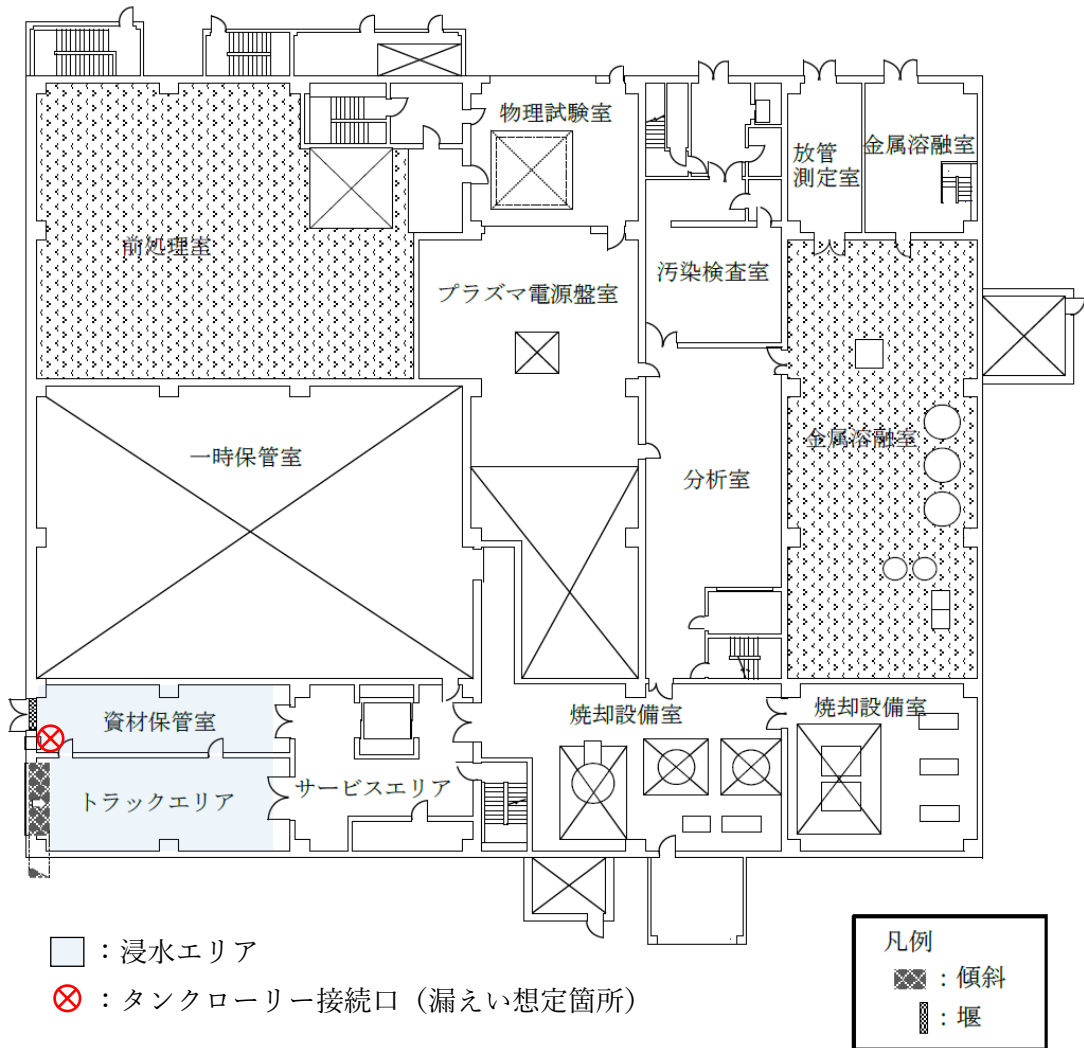 物理試験室
放管
測定室
金属溶融室
前処理室
汚染検査室
プラズマ電源盤室
金属溶融室
一時保管室
分析室
資材保管室
焼却設備室
焼却設備室
サービスエリア
トラックエリア
：浸水エリア
：タンクローリー接続口（漏えい想定箇所）
凡例
：傾斜
：堰